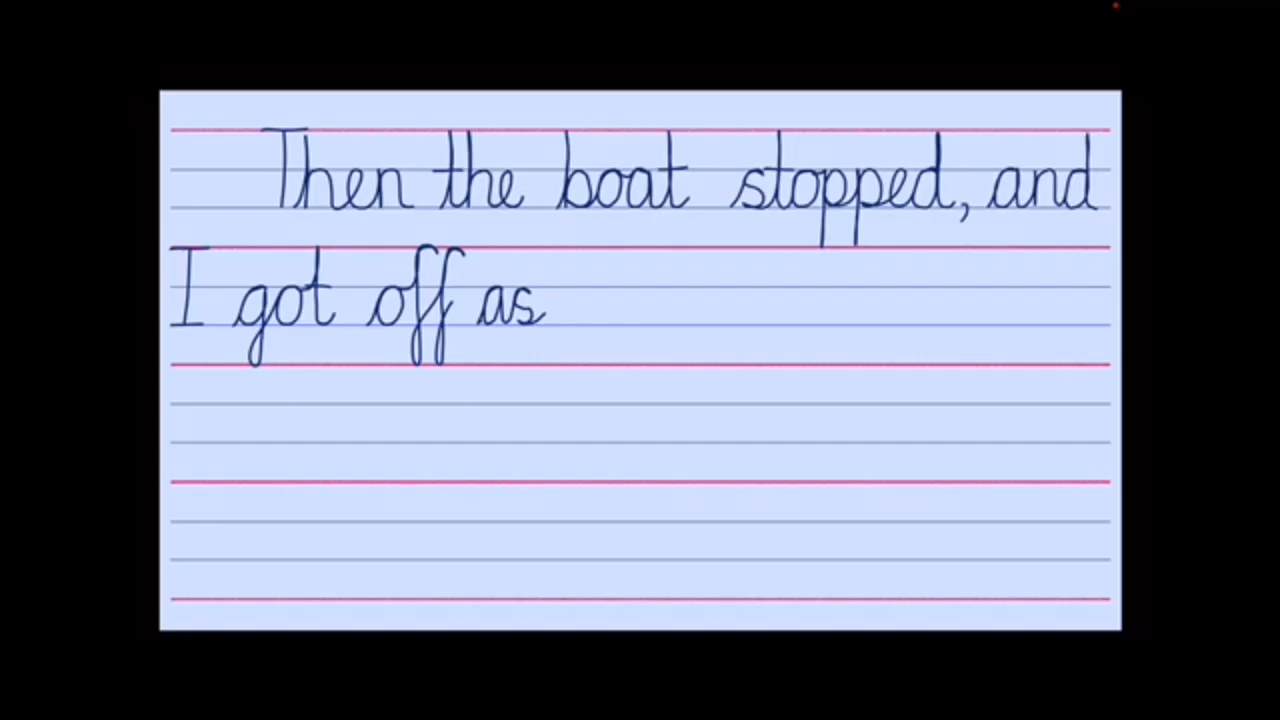 Then the boat stopped, and
I got off as